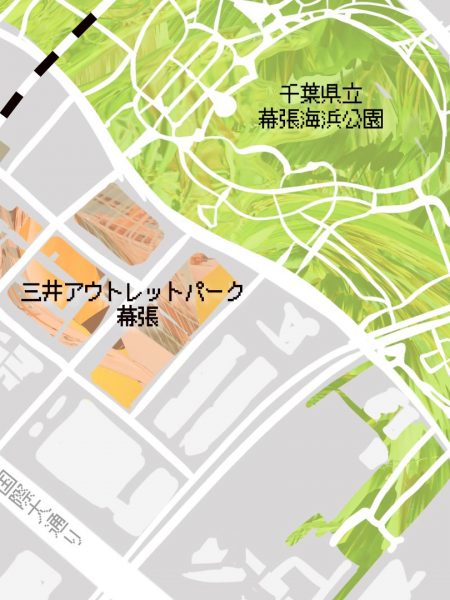 千葉県立
幕張海浜公園
三井アウトレットパーク
幕張
国際大通り